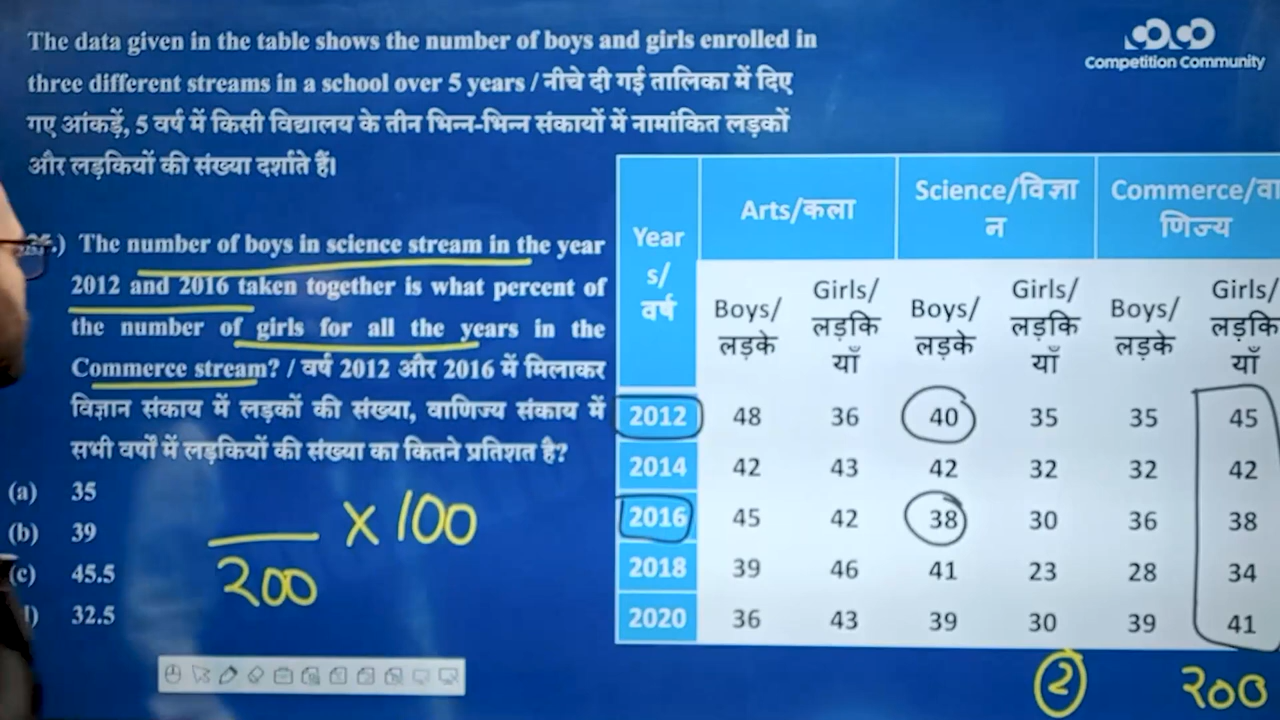 The data given in the table shows the number of boys and girls enrolled in
three different streams in a school over 5 years / नीचे दी गई तालिका में दिए
गए आंकड़ें, 5 वर्ष में किसी विद्यालय के तीन भिन्न-भिन्न संकायों में नामांकित लड़कों
और लड़कियों की संख्या दर्शाते हैं।
Competition Community
.) The number of boys in science stream in the year
2012 and 2016 taken together is what percent of
the number of girls for all the years in the
Commerce stream? / वर्ष 2012 और 2016 में मिलाकर
विज्ञान संकाय में लड़कों की संख्या, वाणिज्य संकाय में
सभी वर्षों में लड़कियों की संख्या का कितने प्रतिशत है?
(a) 35
(b) 39
(c) 45.5
) 32.5
x 100
200
Year
s/
वर्ष
Arts/कला
Science/विज्ञा
न
Commerce/वा
णिज्य
Boys/
लड़के
Girls/
लड़कि
याँ
Boys/
लड़के
Girls/
लड़कि
याँ
Boys/
लड़के
Girls/
लड़कि
याँ
2012 48 36 40 35 35 45
2014 42 43 42 32 32 42
2016 45 42 38 30 36 38
2018 39 46 41 23 28 34
2020 36 43 39 30 39 41
2 200